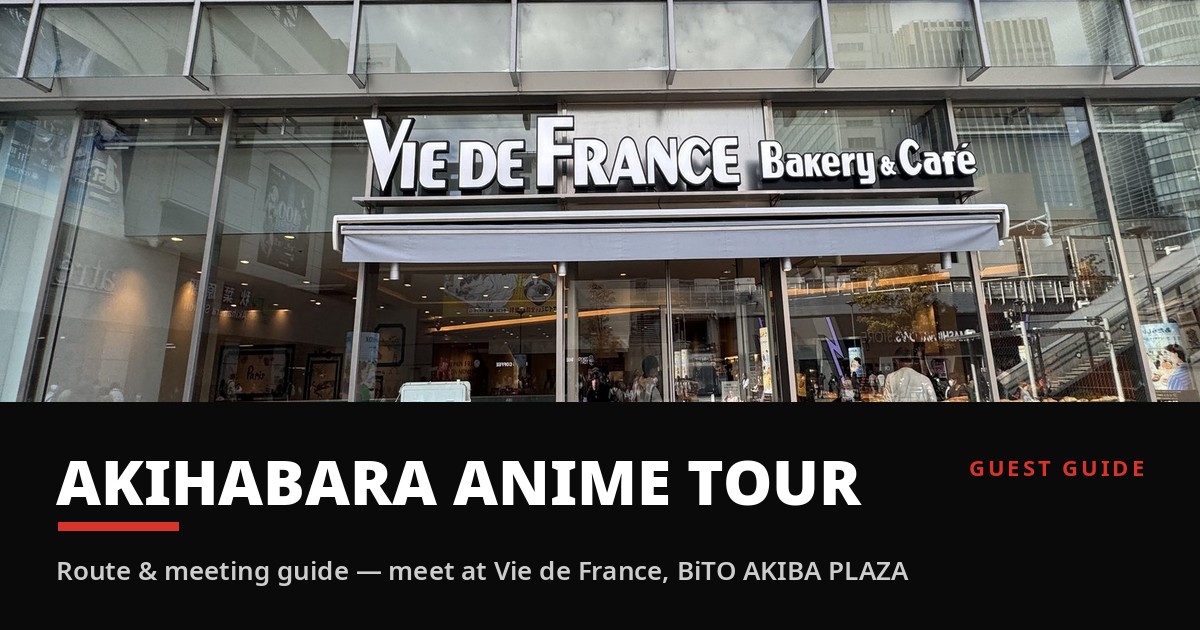 VIE DE FRANCE Bakery & Café
Paris
AKIHABARA ANIME TOUR
GUEST GUIDE
Route & meeting guide — meet at Vie de France, BiTO AKIBA PLAZA